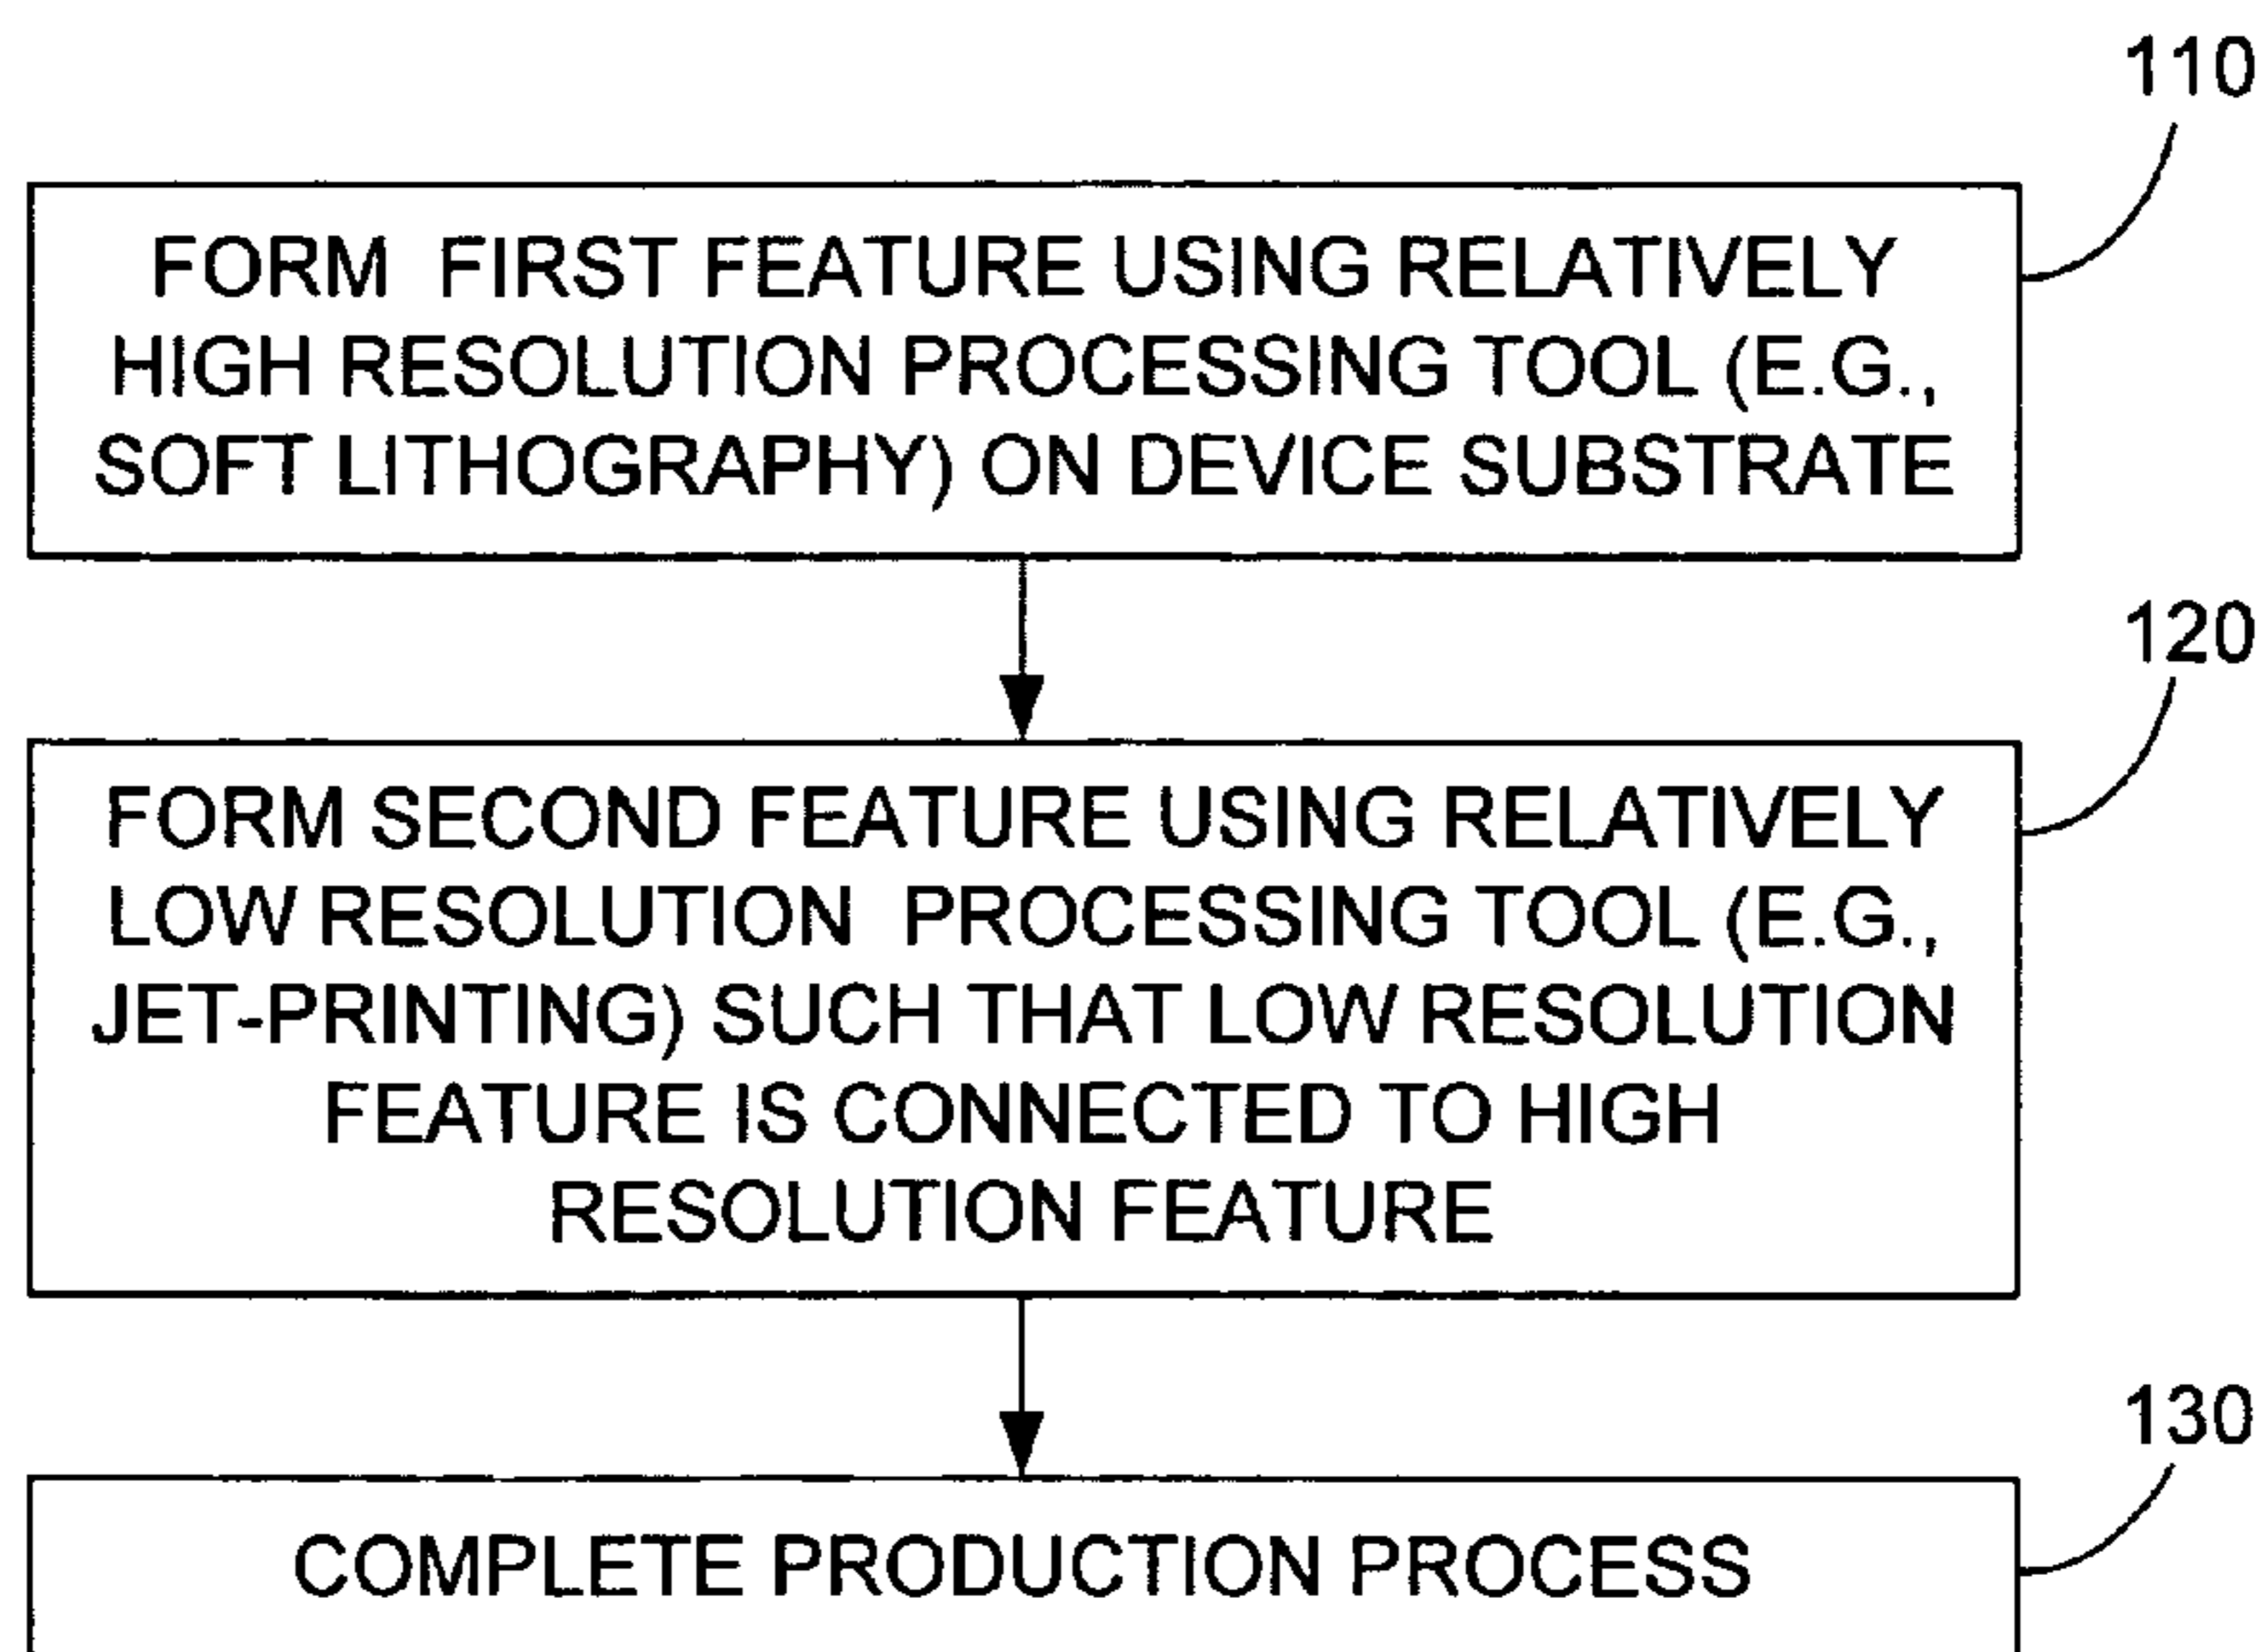 110
FORM FIRST FEATURE USING RELATIVELY
HIGH RESOLUTION PROCESSING TOOL (E.G.,
SOFT LITHOGRAPHY) ON DEVICE SUBSTRATE
120
FORM SECOND FEATURE USING RELATIVELY
LOW RESOLUTION PROCESSING TOOL (E.G.,
JET-PRINTING) SUCH THAT LOW RESOLUTION
FEATURE IS CONNECTED TO HIGH
RESOLUTION FEATURE
130
COMPLETE PRODUCTION PROCESS